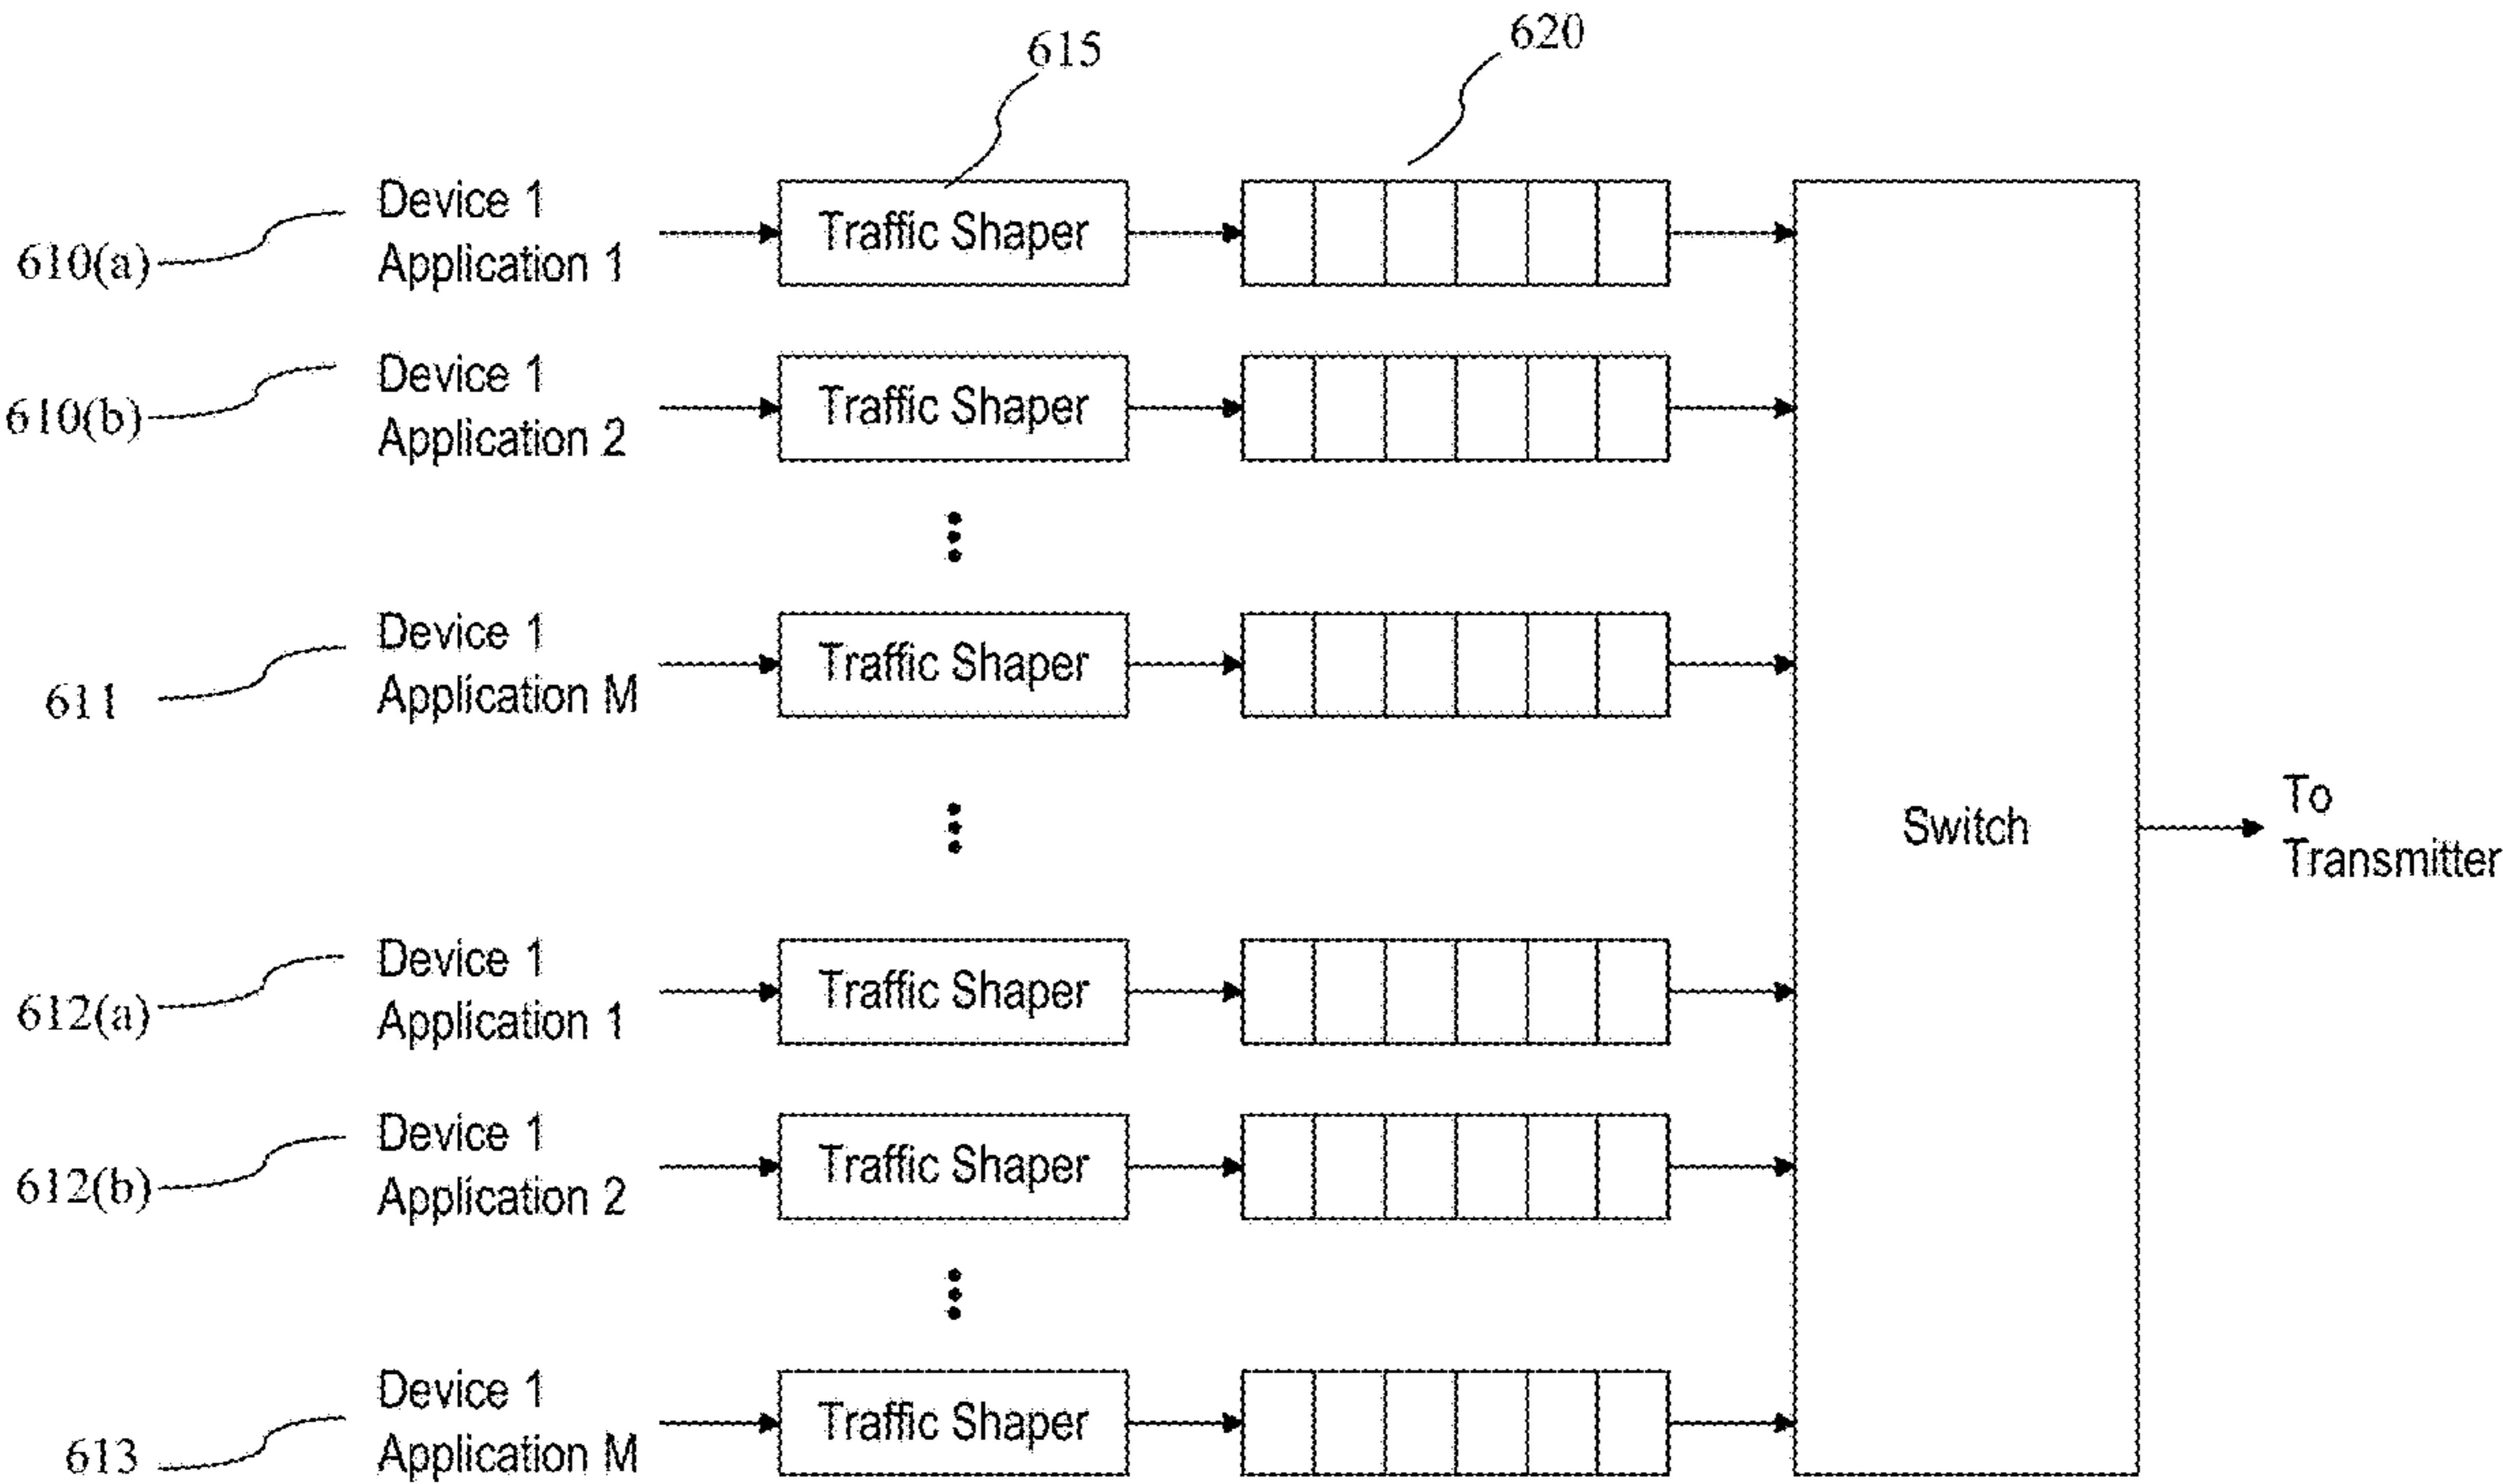 615
620
610(a)
Device 1
Application 1
Traffic Shaper
610(b)
Device 1
Application 2
Traffic Shaper
611
Device 1
Application M
Traffic Shaper
Switch
To
Transmitter
612(a)
Device 1
Application 1
Traffic Shaper
612(b)
Device 1
Application 2
Traffic Shaper
613
Device 1
Application M
Traffic Shaper